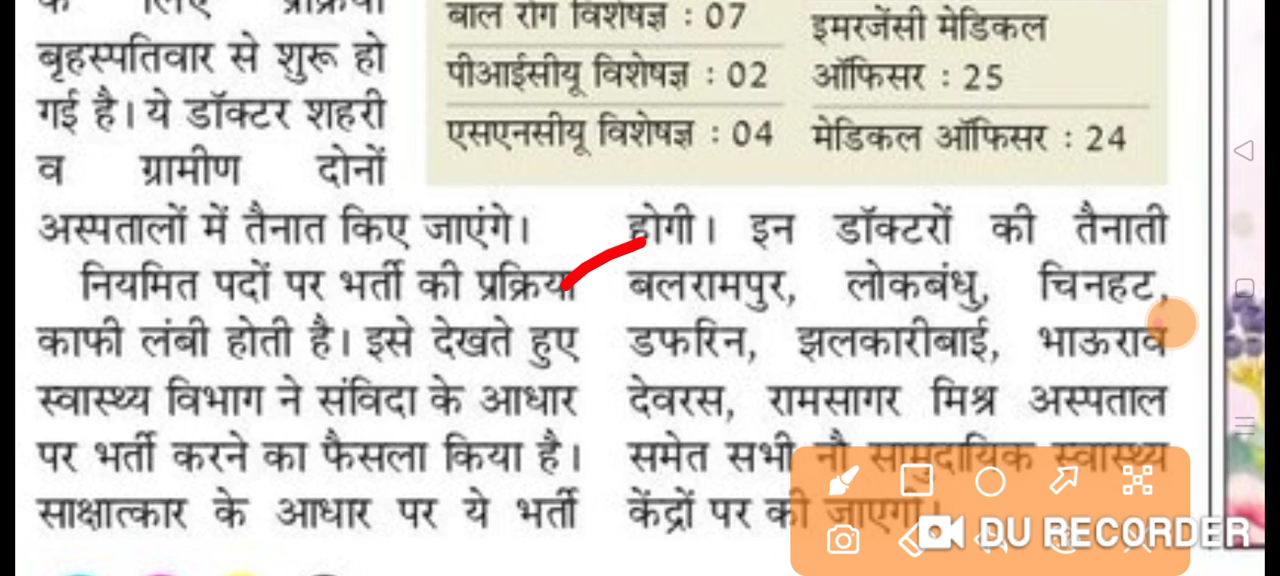 के लिए प्रक्रिया
बृहस्पतिवार से शुरू हो
गई है। ये डॉक्टर शहरी
व ग्रामीण दोनों
अस्पतालों में तैनात किए जाएंगे।
नियमित पदों पर भर्ती की प्रक्रिया
काफी लंबी होती है। इसे देखते हुए
स्वास्थ्य विभाग ने संविदा के आधार
पर भर्ती करने का फैसला किया है।
साक्षात्कार के आधार पर ये भर्ती
बाल रोग विशेषज्ञ : 07
पीआईसीयू विशेषज्ञ : 02
एसएनसीयू विशेषज्ञ : 04
इमरजेंसी मेडिकल
ऑफिसर : 25
मेडिकल ऑफिसर : 24
होगी। इन डॉक्टरों की तैनाती
बलरामपुर, लोकबंधु, चिनहट,
डफरिन, झलकारीबाई, भाऊराव
देवरस, रामसागर मिश्र अस्पताल
समेत सभी नौ सामुदायिक स्वास्थ्य
केंद्रों पर की जाएगी।
DU RECORDER